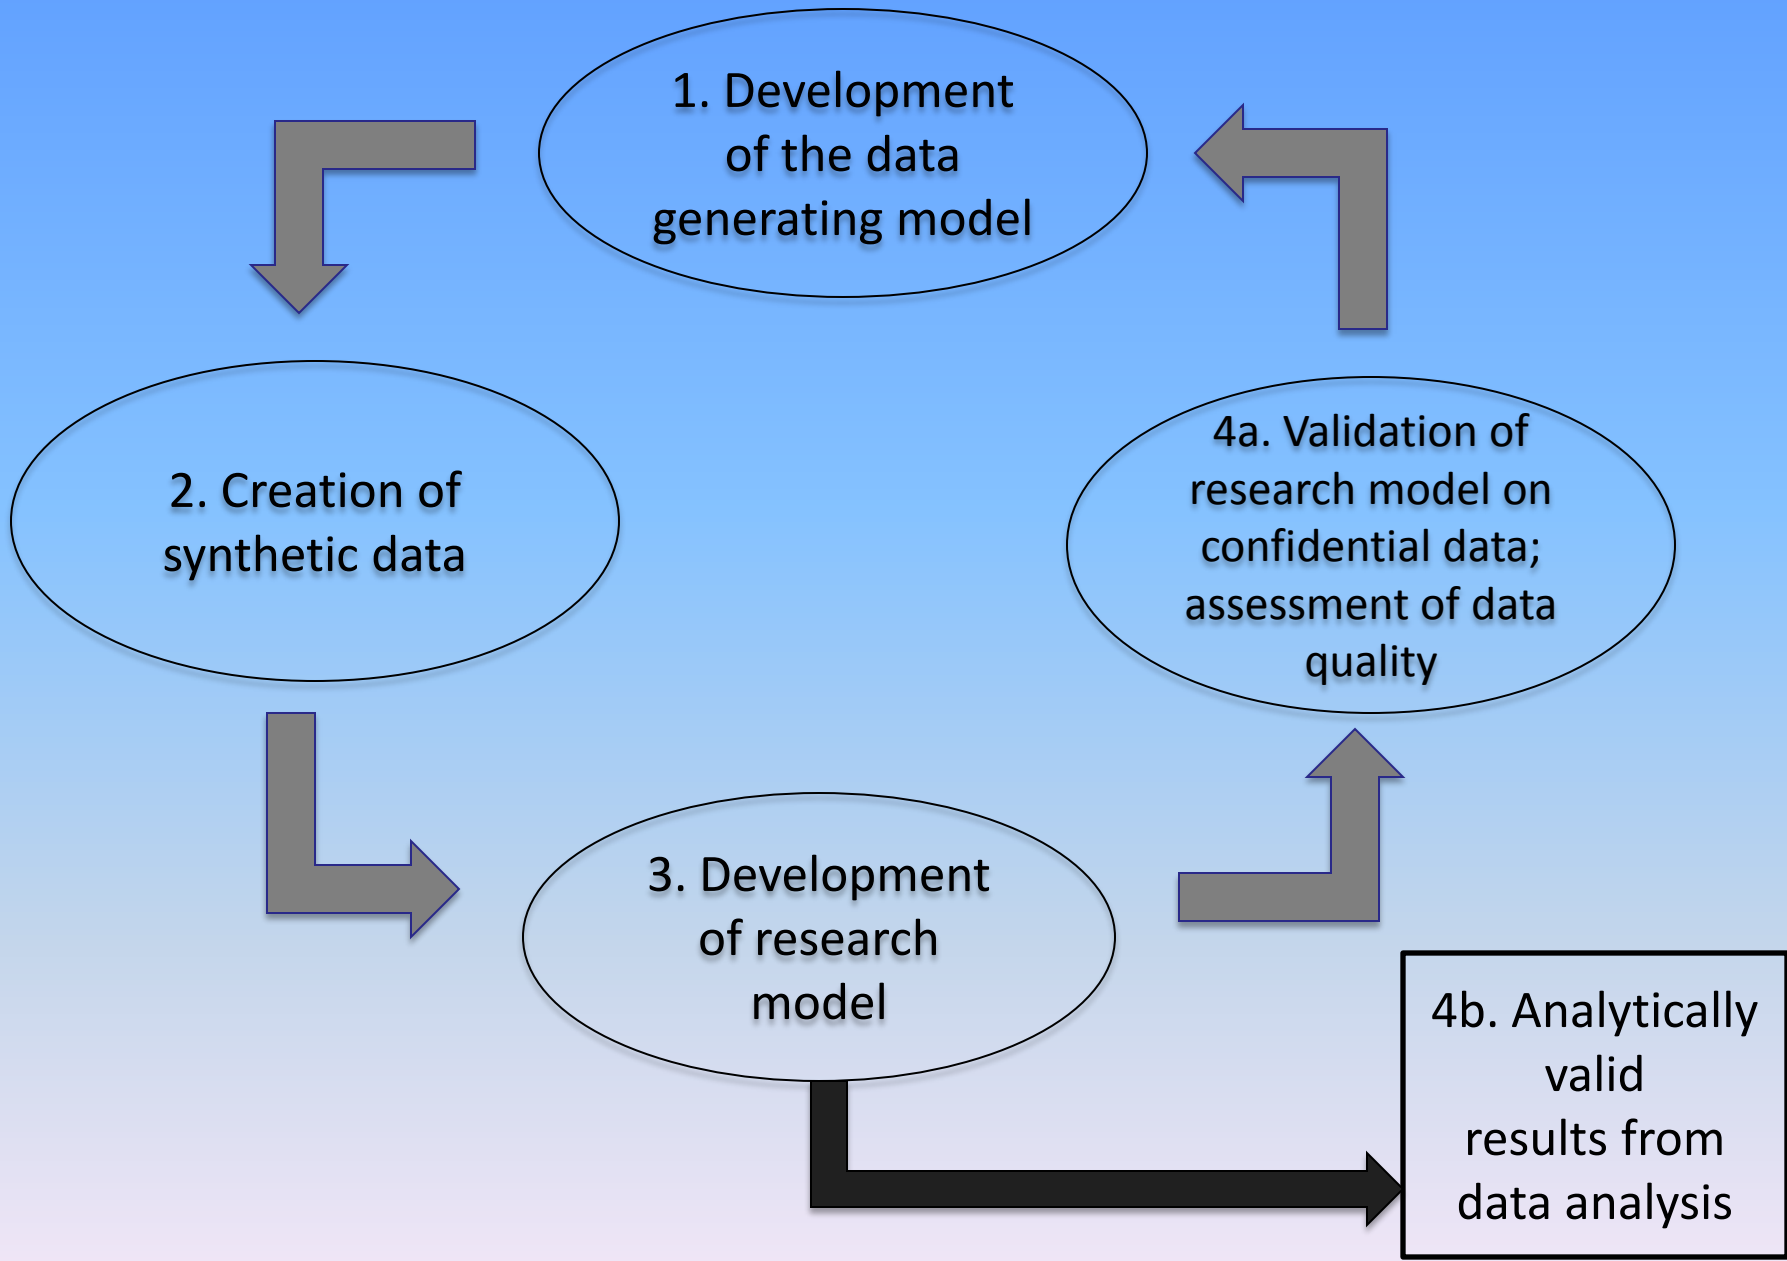 1. Development
of the data
generating model
2. Creation of
synthetic data
3. Development
of research
model
4a. Validation of
research model on
confidential data;
assessment of data
quality
4b. Analytically
valid
results from
data analysis